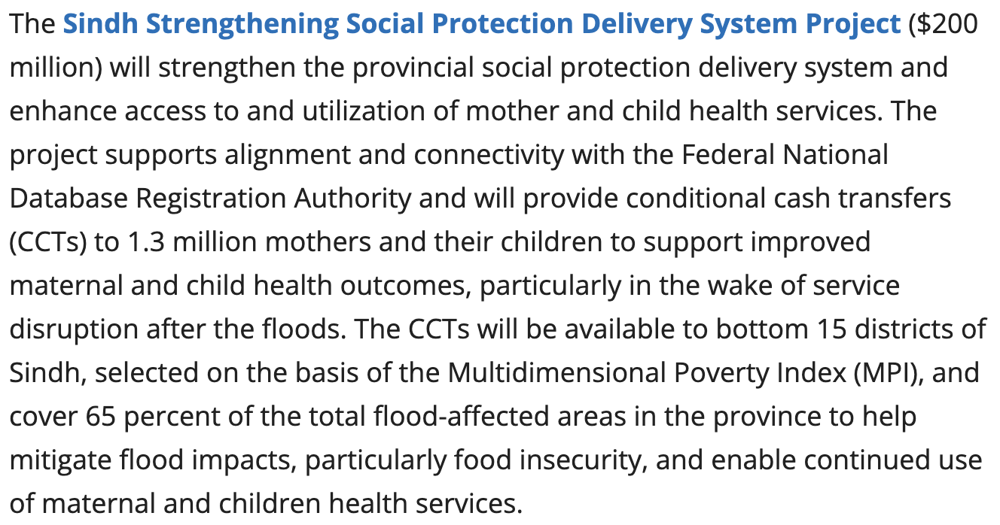 The Sindh Strengthening Social Protection Delivery System Project ($200
million) will strengthen the provincial social protection delivery system and
enhance access to and utilization of mother and child health services. The
project supports alignment and connectivity with the Federal National
Database Registration Authority and will provide conditional cash transfers
(CCTs) to 1.3 million mothers and their children to support improved
maternal and child health outcomes, particularly in the wake of service
disruption after the floods. The CCTs will be available to bottom 15 districts of
Sindh, selected on the basis of the Multidimensional Poverty Index (MPI), and
cover 65 percent of the total flood-affected areas in the province to help
mitigate flood impacts, particularly food insecurity, and enable continued use
of maternal and children health services.